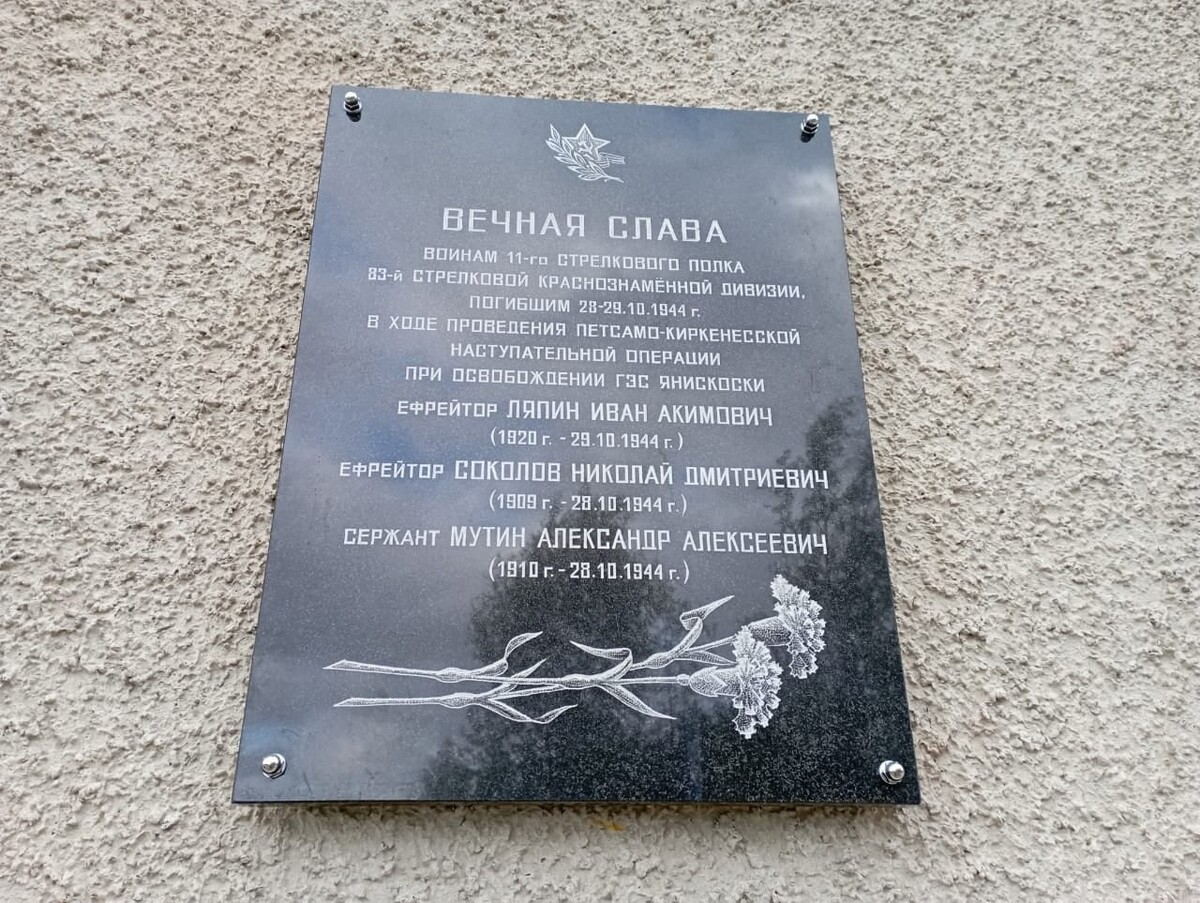 ВЕЧНАЯ СЛАВА
ВОИНАМ 11-го СТРЕЛКОВОГО ПОЛКА
83-й СТРЕЛКОВОЙ КРАСНОЗНАМЁННОЙ ДИВИЗИИ,
ПОГИБШИМ 28-29.10.1944 г.
В ХОДЕ ПРОВЕДЕНИЯ ПЕТСАМО-КИРКЕНЕССКОЙ
НАСТУПАТЕЛЬНОЙ ОПЕРАЦИИ
ПРИ ОСВОБОЖДЕНИИ ГЭС ЯНИСКОСКИ
ЕФРЕЙТОР ЛЯПИН ИВАН АКИМОВИЧ
(1920 г. - 29.10.1944 г.)
ЕФРЕЙТОР СОКОЛОВ НИКОЛАЙ ДМИТРИЕВИЧ
(1909 г. - 28.10.1944 г.)
СЕРЖАНТ МУТИН АЛЕКСАНДР АЛЕКСЕЕВИЧ
(1910 г. - 28.10.1944 г.)